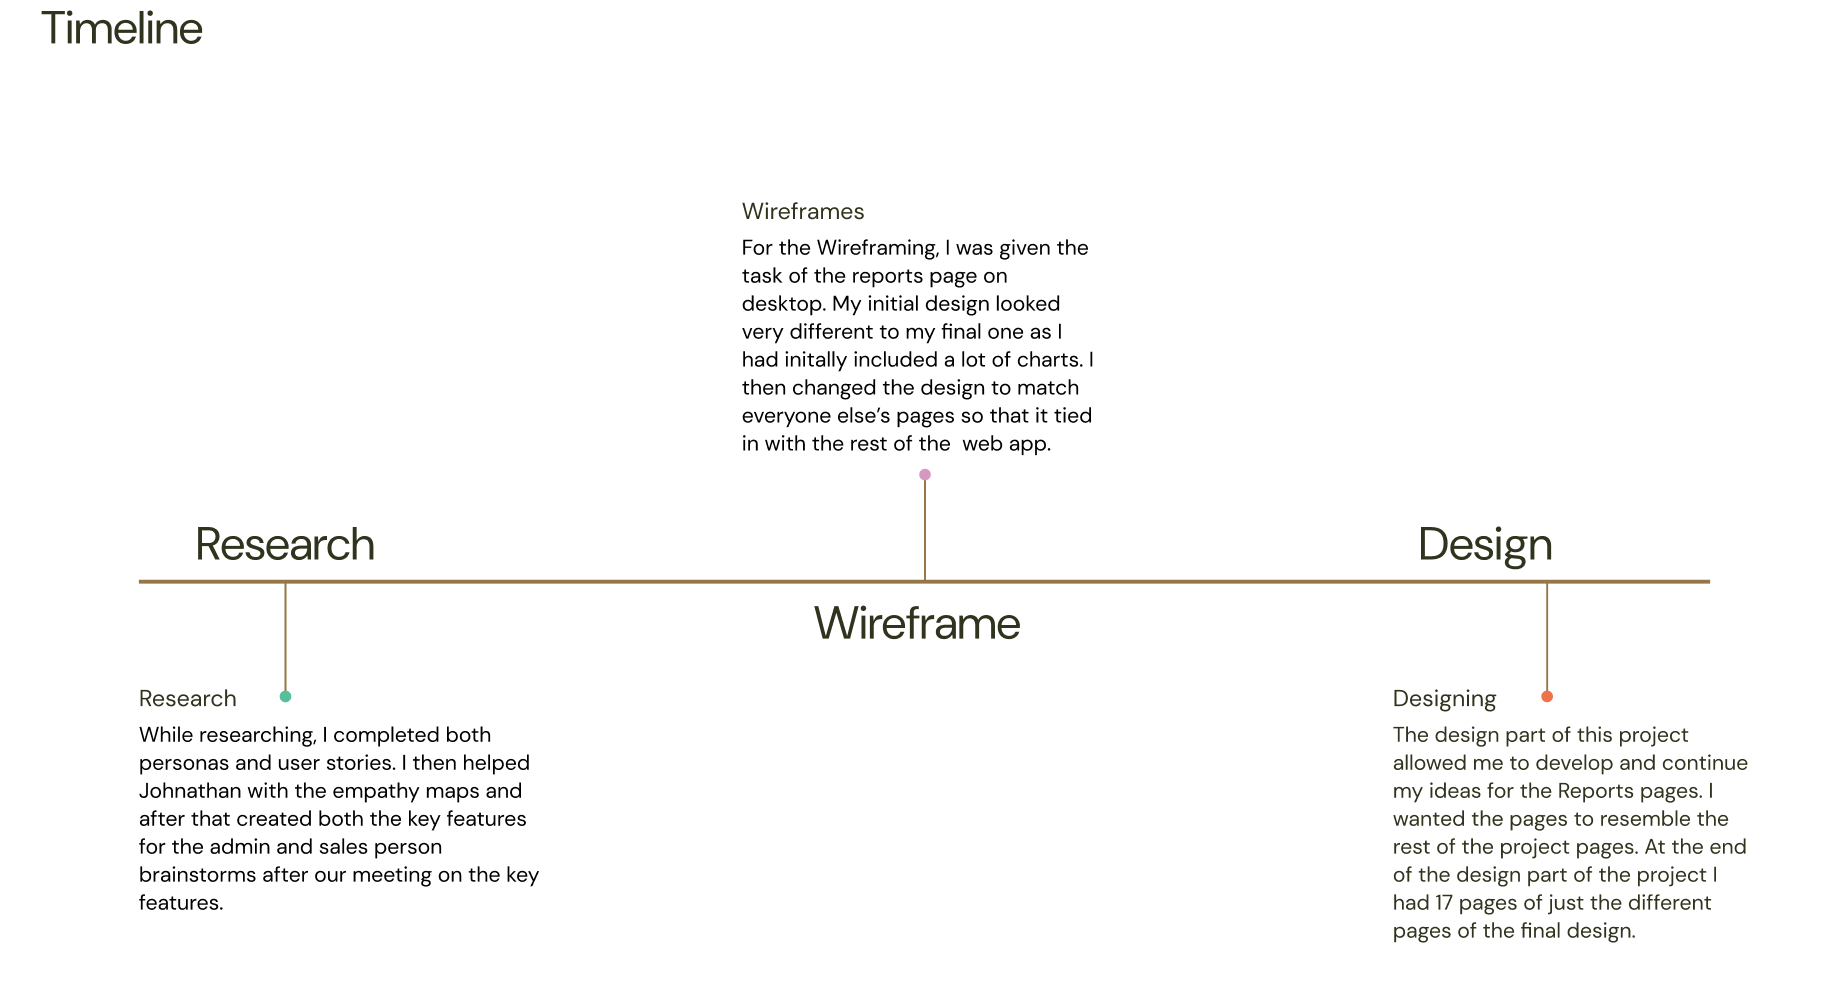 Timeline
Wireframes
For the Wireframing, I was given the
task of the reports page on
desktop. My initial design looked
very different to my final one as I
had initally included a lot of charts. I
then changed the design to match
everyone else’s pages so that it tied
in with the rest of the  web app.
Research
Design
Wireframe
Research
While researching, I completed both
personas and user stories. I then helped
Johnathan with the empathy maps and
after that created both the key features
for the admin and sales person
brainstorms after our meeting on the key
features.
Designing
The design part of this project
allowed me to develop and continue
my ideas for the Reports pages. I
wanted the pages to resemble the
rest of the project pages. At the end
of the design part of the project I
had 17 pages of just the different
pages of the final design.